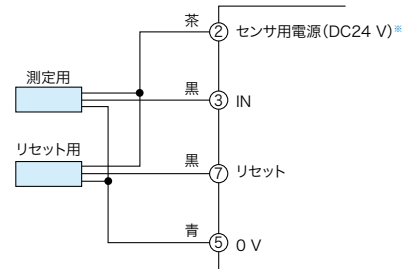 茶 ② センサ用電源(DC24 V)※
測定用
黒 ③ IN
リセット用
黒 ⑦ リセット
青 ⑤ 0 V